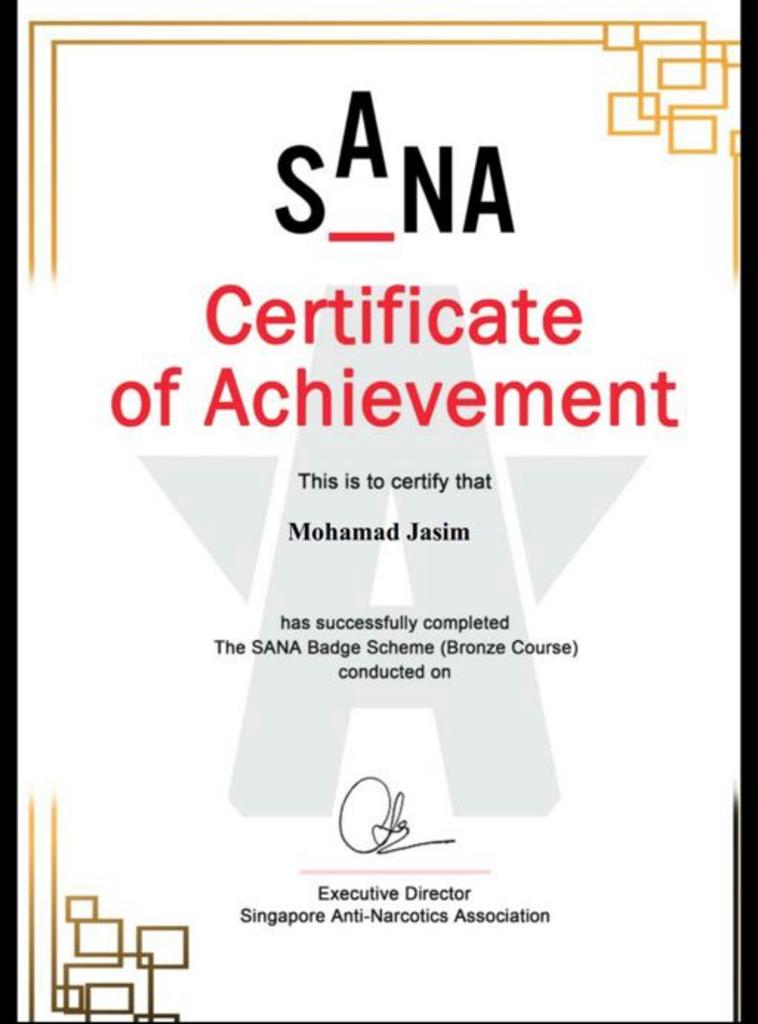 SANA
Certificate
of Achievement
This is to certify that
Mohamad Jasim
has successfully completed
The SANA Badge Scheme (Bronze Course)
conducted on
Executive Director
Singapore Anti-Narcotics Association